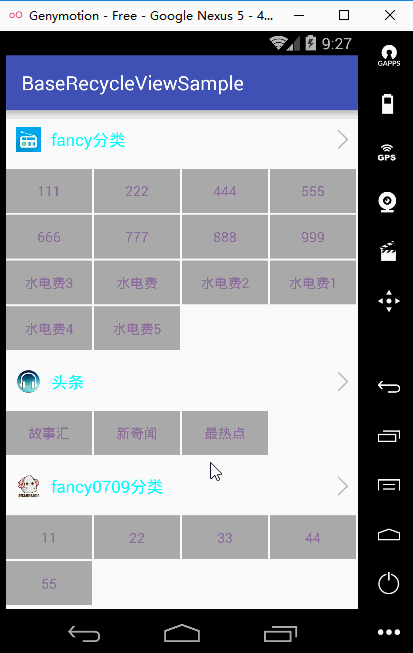 Genymotion - Free - Google Nexus 5 - 4...
9:27
GAPPS
BaseRecycleViewSample
fancy分类
111 222 444 555
GPS
666 777 888 999
水电费3 水电费 水电费2 水电费1
水电费4 水电费5
头条
故事汇 新奇闻 最热点
fancy0709分类
11 22 33 44
55